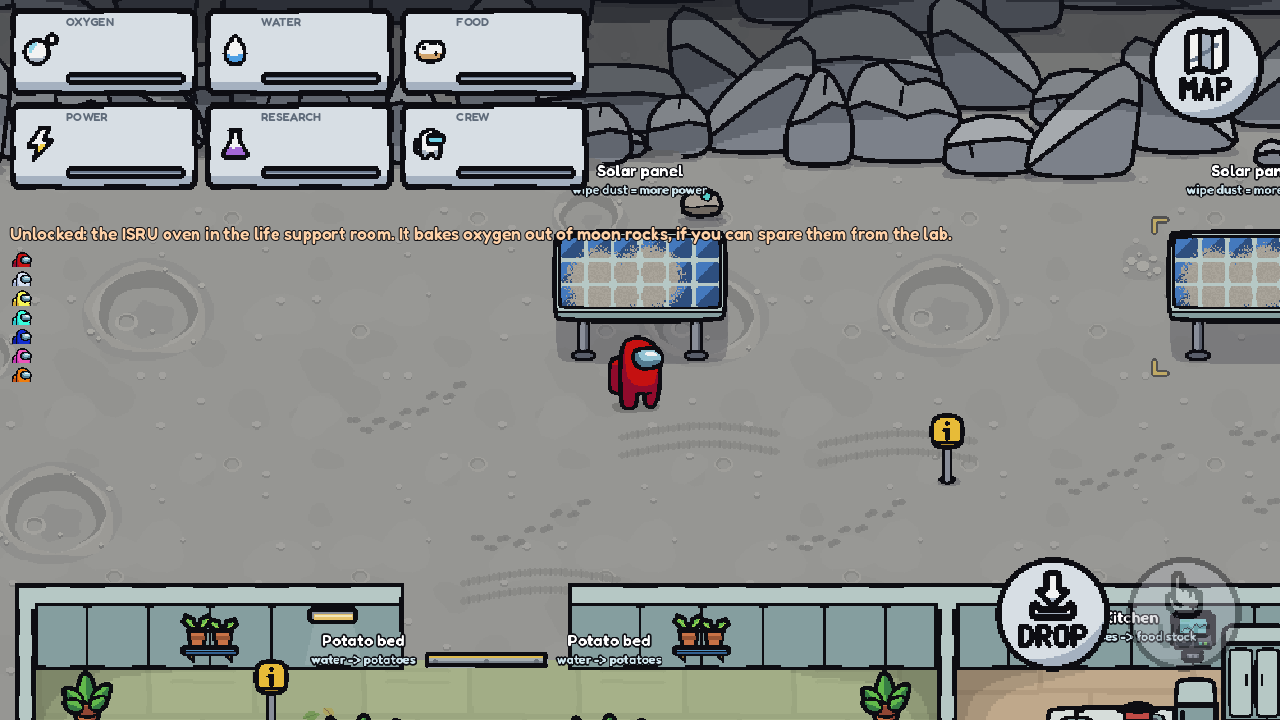 OXYGEN
WATER
FOOD
MAP
POWER
RESEARCH
CREW
Solar panel
wipe dust = more power
Solar pan
wipe dust = more
Unlocked: the ISRU oven in the life support room. It bakes oxygen out of moon rocks, if you can spare them from the lab.
i
DROP
Kitchen
es -> food stock
Potato bed
water -> potatoes
Potato bed
water -> potatoes
i